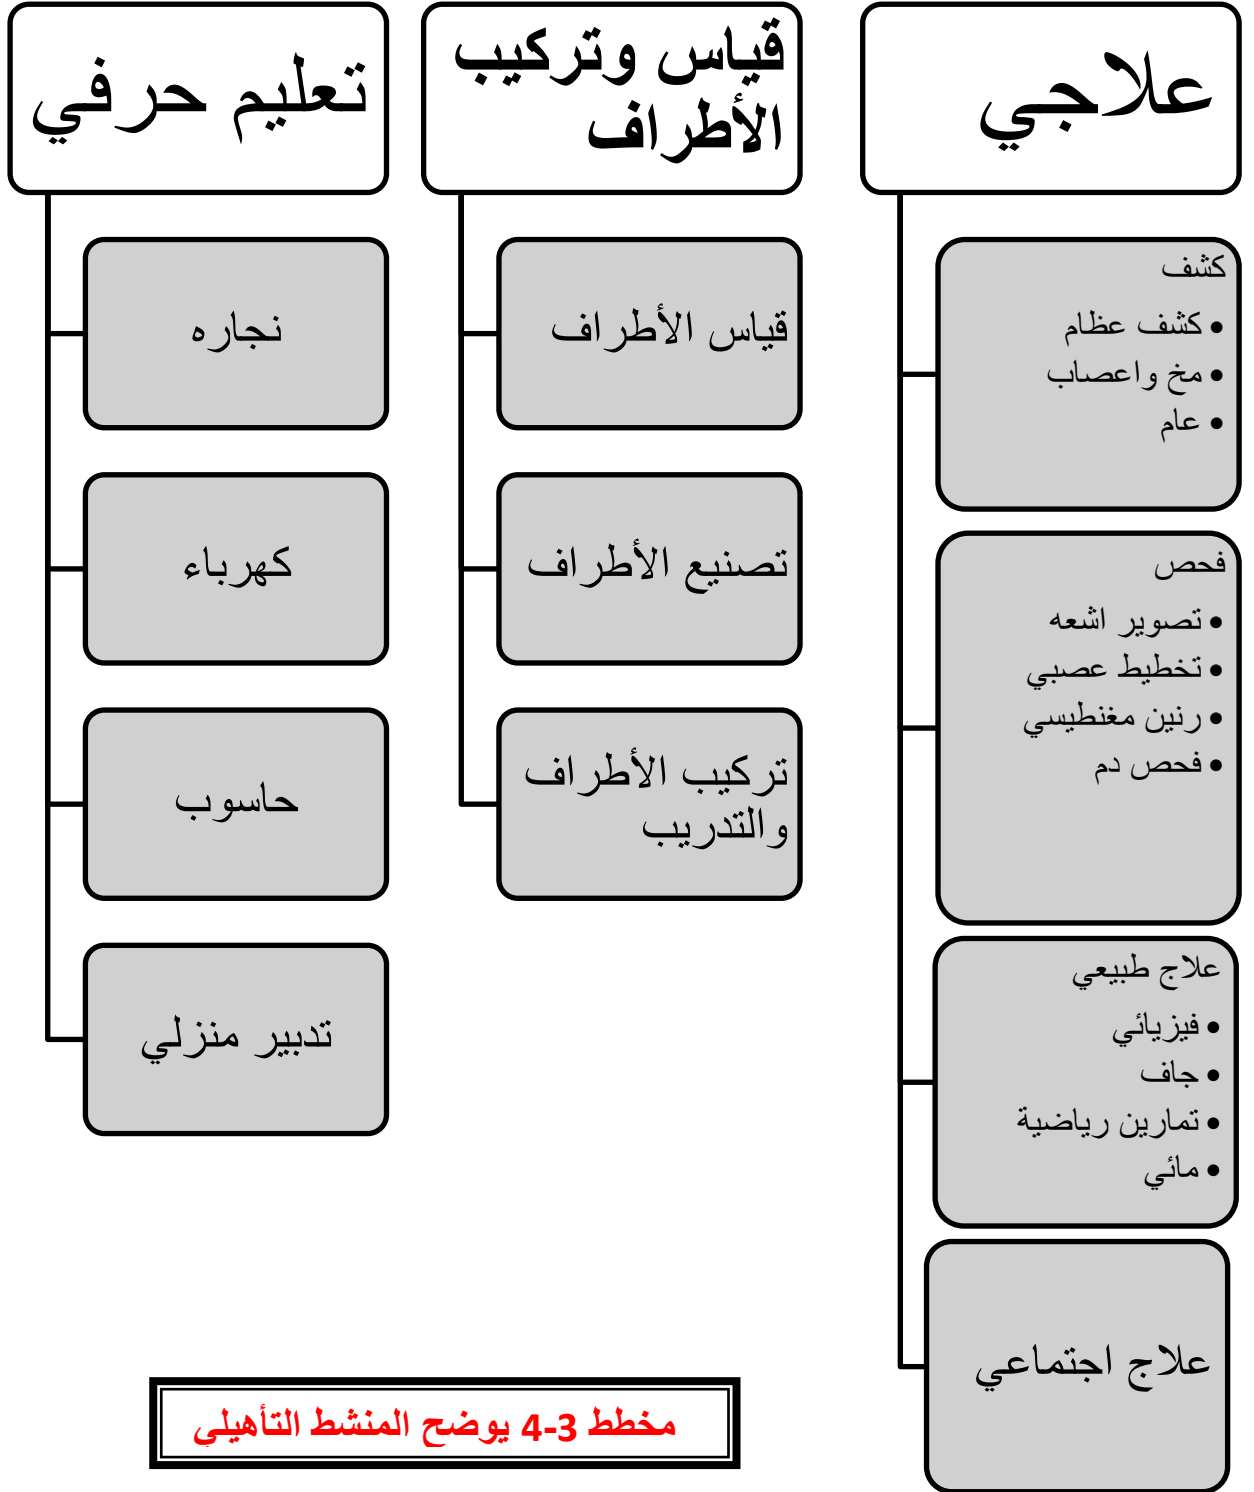 علاجي
كشف
• كشف عظام
• مخ واعصاب
• عام
فحص
• تصوير اشعه
• تخطيط عصبي
• رنين مغنطيسي
• فحص دم
علاج طبيعي
• فيزيائي
• جاف
• تمارين رياضية
• مائي
علاج اجتماعي
قياس وتركيب
الأطراف
قياس الأطراف
تصنيع الأطراف
تركيب الأطراف
والتدريب
تعليم حرفي
نجاره
كهرباء
حاسوب
تدبير منزلي
مخطط 3-4 يوضح المنشط التأهيلي